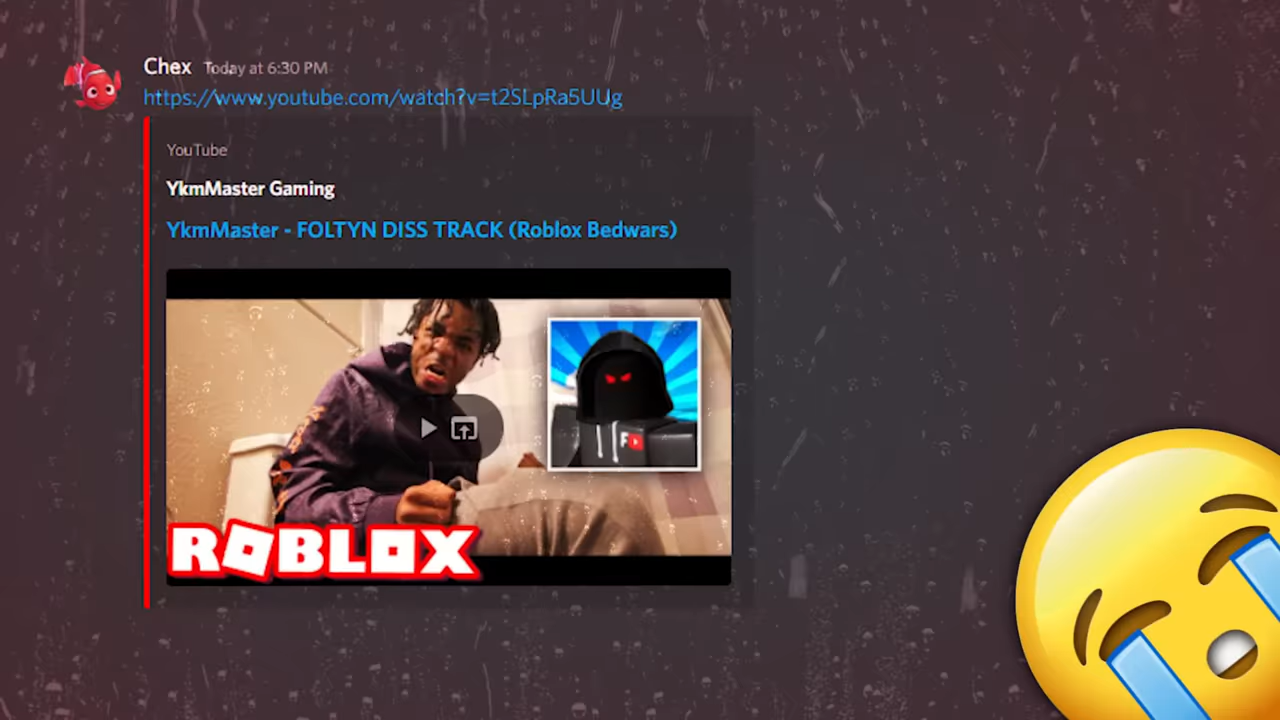 Chex Today at 6:30 PM
https://www.youtube.com/watch?v=t2SLpRa5UUg
YouTube
YkmMaster Gaming
YkmMaster - FOLTYN DISS TRACK (Roblox Bedwars)
F
ROBLOX